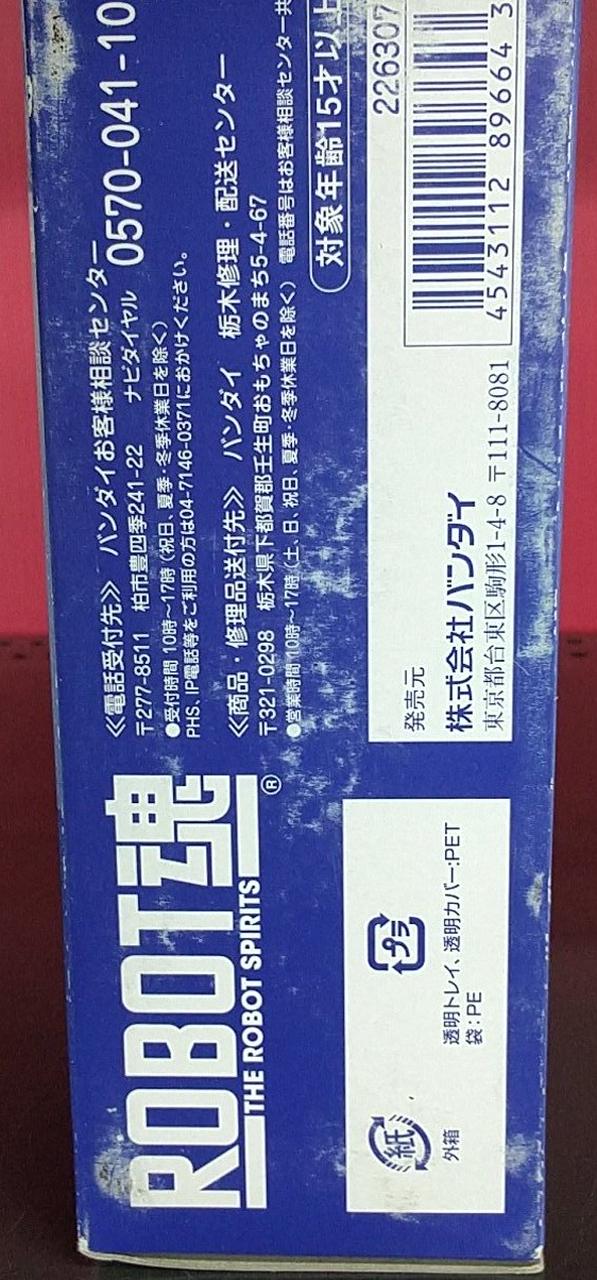 《電話受付先》 バンダイお客様相談センター
〒277-8511 柏市豊四季241-22 ナビダイヤル 0570-041-10
●受付時間 10時〜17時(祝日、夏季・冬季休業日を除く)
PHS、IP電話等をご利用の方は04-7146-0371におかけください。
《商品・修理品送付先》 バンダイ 栃木修理・配送センター
〒321-0298 栃木県下都賀郡壬生町おもちゃのまち5-4-67
●営業時間 10時〜17時(土、日、祝日、夏季・冬季休業日を除く) 電話番号はお客様相談センター共
対象年齢15才以上
226307
4543112 896643
発売元
株式会社バンダイ
東京都台東区駒形1-4-8 〒111-8081
ROBOT魂
THE ROBOT SPIRITS®
紙
外箱
プラ
透明トレイ、透明カバー:PET
袋:PE